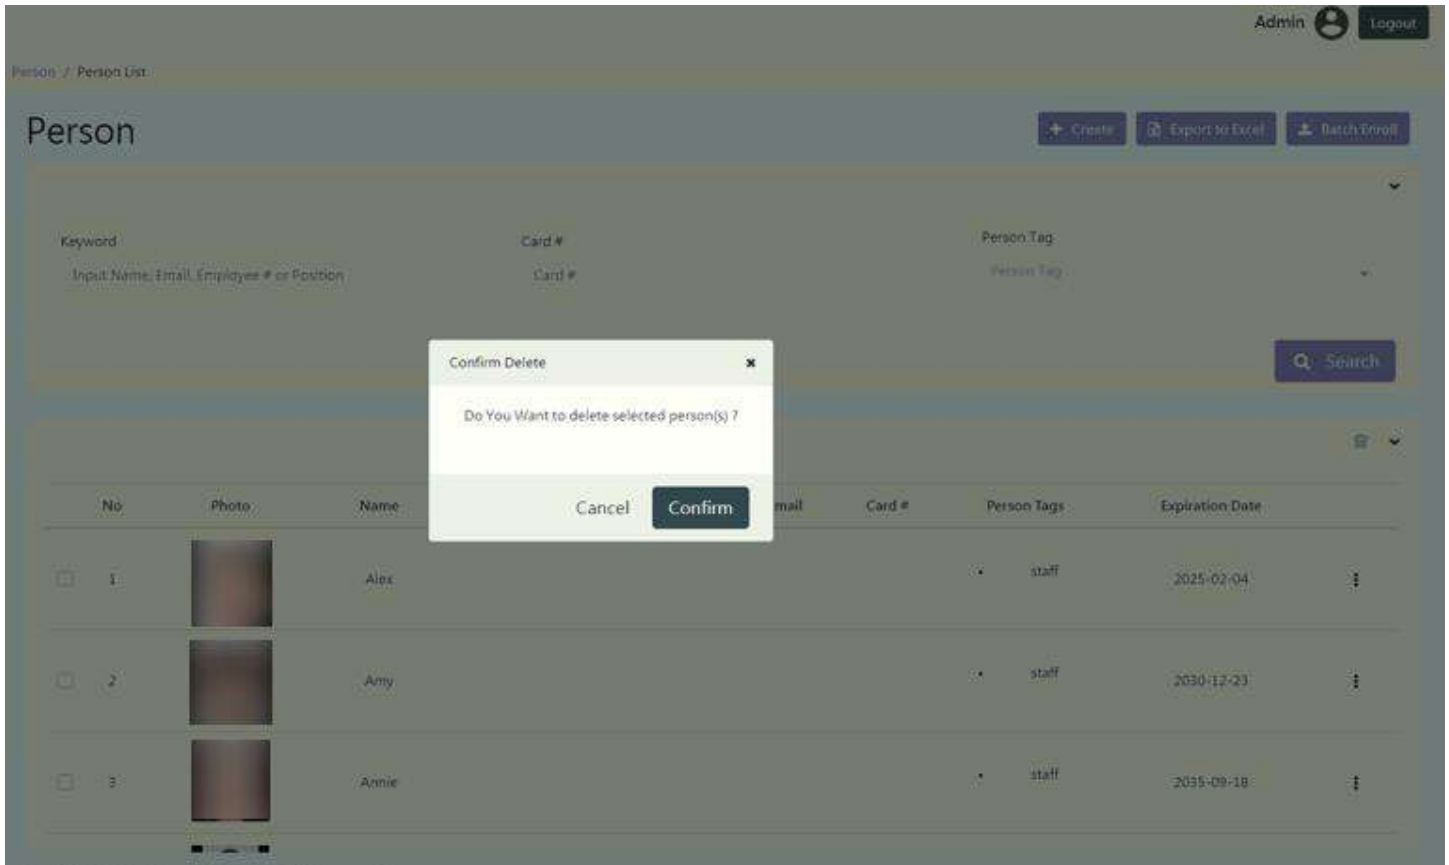 Admin Logout
Person / Person List
Person
Create Export to Excel Batch Enroll
Keyword Card # Person Tag
Input Name, Email, Employee # or Position Card # Person Tag
Search
Confirm Delete
Do You Want to delete selected person(s) ?
Cancel Confirm
No Photo Name mail Card # Person Tags Expiration Date
1 Alex • staff 2025-02-04
2 Amy • staff 2030-12-23
3 Annie • staff 2035-09-18